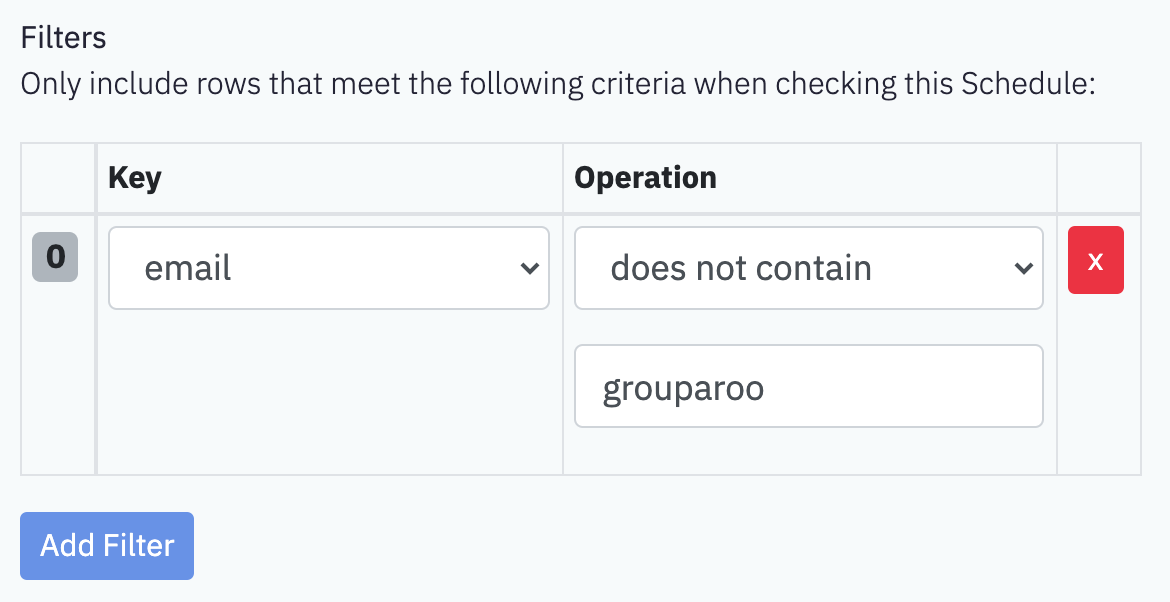 Filters
Only include rows that meet the following criteria when checking this Schedule:
Key Operation
0 email does not contain x
grouparoo
Add Filter